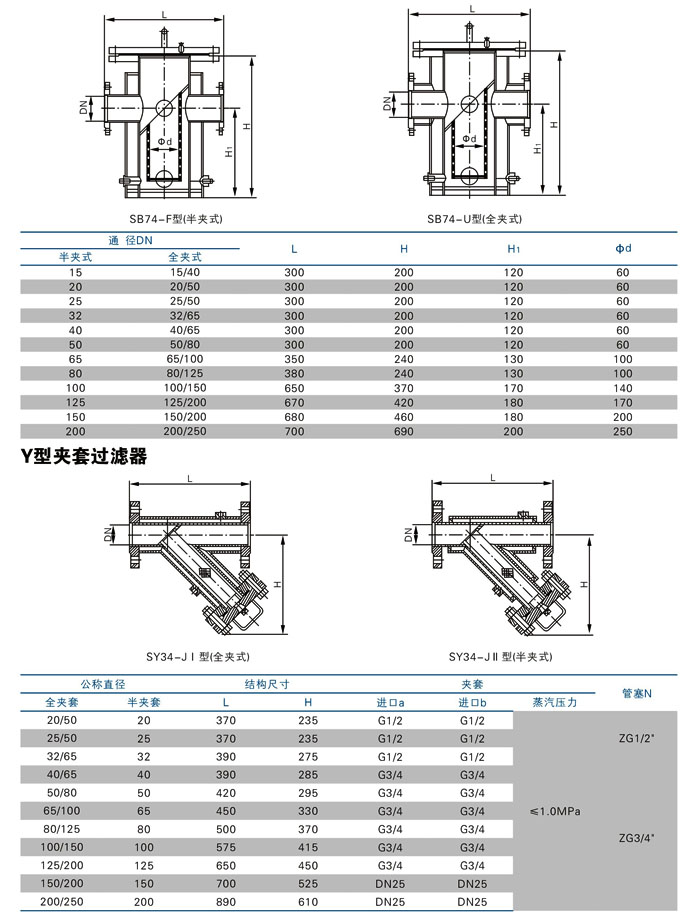 L
L
DN
Φd
H1
H
DN
Φd
H1
H
SB74-F型(半夹式)
SB74-U型(全夹式)
通 径DN L H H1 Φd
半夹式 全夹式
15 15/40 300 200 120 60
20 20/50 300 200 120 60
25 25/50 300 200 120 60
32 32/65 300 200 120 60
40 40/65 300 200 120 60
50 50/80 300 200 120 60
65 65/100 350 240 130 100
80 80/125 380 240 130 100
100 100/150 650 370 170 140
125 125/200 670 420 180 170
150 150/200 680 460 180 200
200 200/250 700 690 200 250
Y型夹套过滤器
L
L
DN
H
DN
H
SY34-JⅠ型(全夹式)
SY34-JⅡ型(半夹式)
公称直径 结构尺寸 夹套 管塞N
全夹套 半夹套 L H 进口a 进口b 蒸汽压力
20/50 20 370 235 G1/2 G1/2
25/50 25 370 235 G1/2 G1/2 ZG1/2"
32/65 32 390 275 G1/2 G1/2
40/65 40 390 285 G3/4 G3/4
50/80 50 420 295 G3/4 G3/4
65/100 65 450 330 G3/4 G3/4 ≤1.0MPa
80/125 80 500 370 G3/4 G3/4 ZG3/4"
100/150 100 575 415 G3/4 G3/4
125/200 125 650 450 G3/4 G3/4
150/200 150 700 525 DN25 DN25
200/250 200 890 610 DN25 DN25